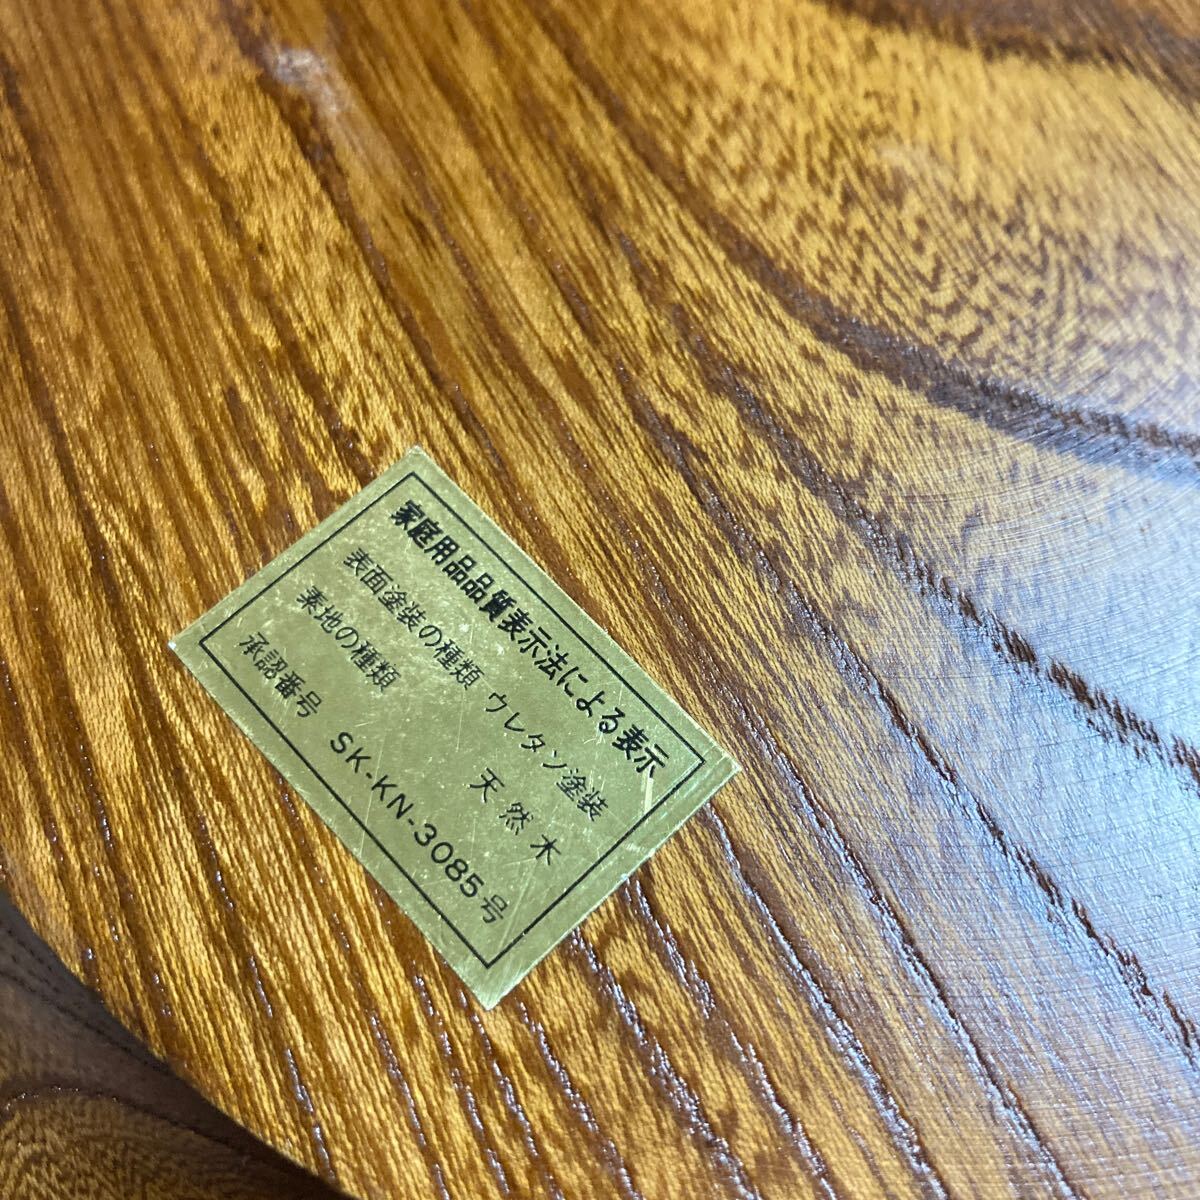 家庭用品品質表示法による表示
表面塗装の種類 ウレタン塗装
素地の種類 天然木
承認番号 SK-KN-3085号